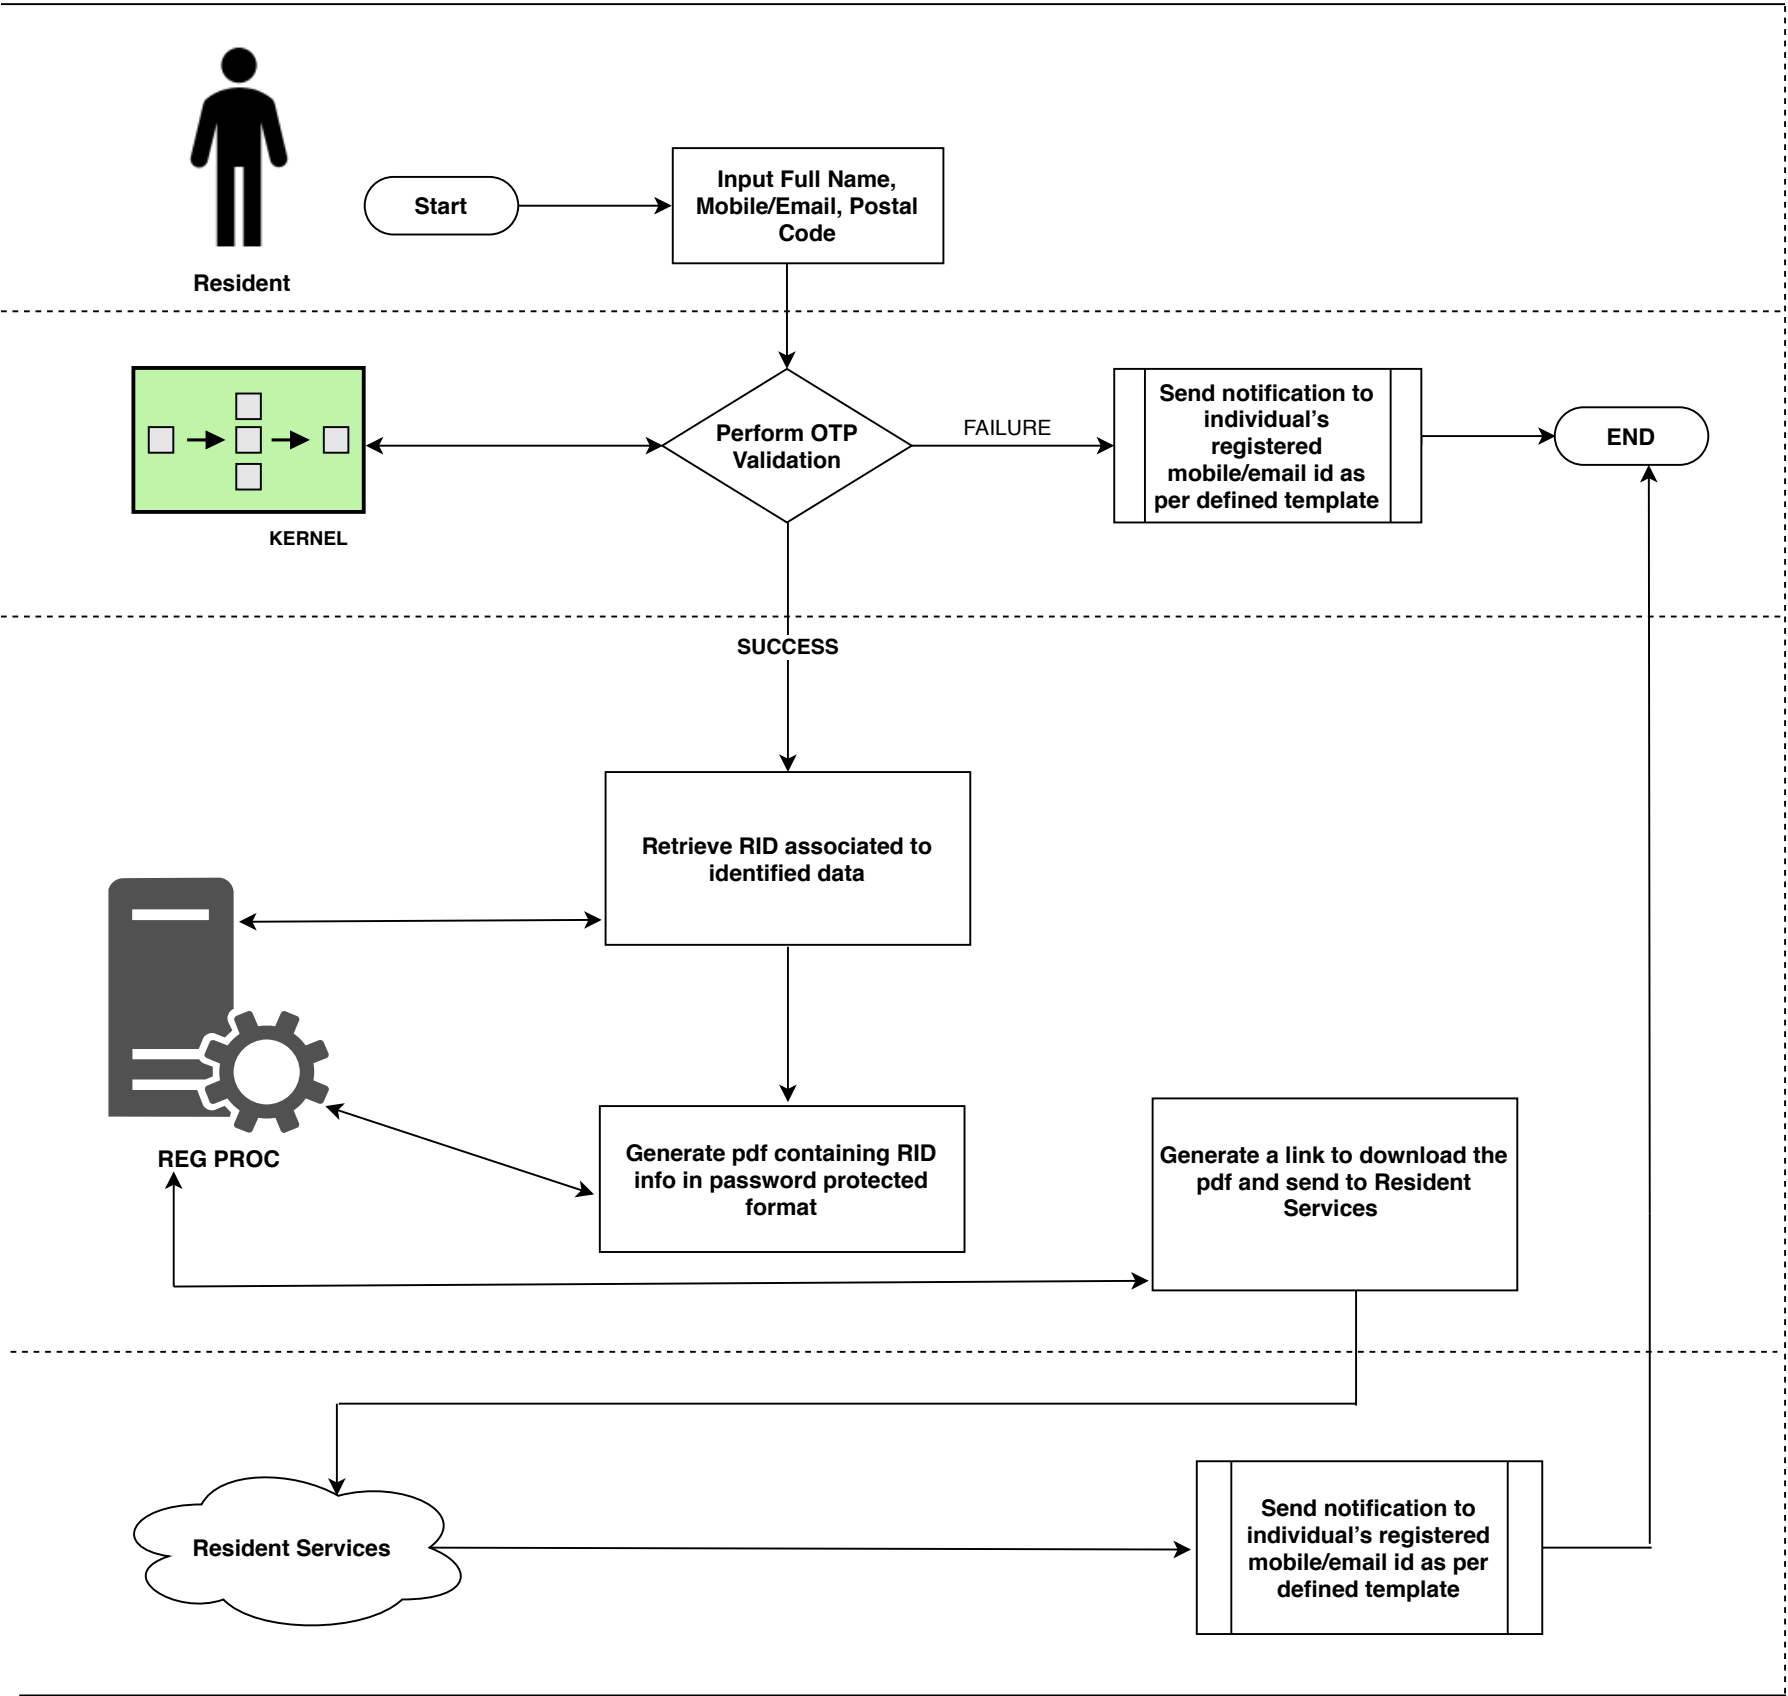 Start
Input Full Name,
Mobile/Email, Postal
Code
Resident
Perform OTP
Validation
FAILURE
Send notification to
individual’s
registered
mobile/email id as
per defined template
END
KERNEL
SUCCESS
Retrieve RID associated to
identified data
REG PROC
Generate pdf containing RID
info in password protected
format
Generate a link to download the
pdf and send to Resident
Services
Resident Services
Send notification to
individual’s registered
mobile/email id as per
defined template